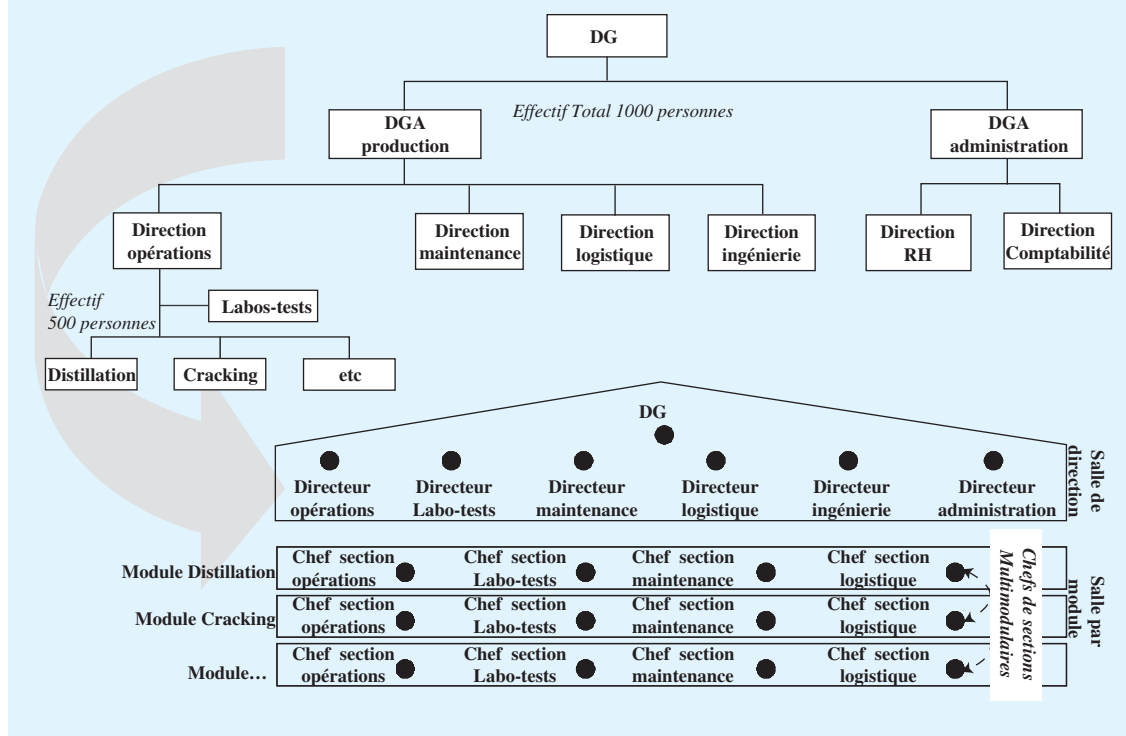 DG
Effectif Total 1000 personnes
DGA
production
DGA
administration
Direction
opérations
Direction
maintenance
Direction
logistique
Direction
ingénierie
Direction
RH
Direction
Comptabilité
Effectif
500 personnes
Labos-tests
Distillation
Cracking
etc
DG
Directeur
opérations
Directeur
Labo-tests
Directeur
maintenance
Directeur
logistique
Directeur
ingénierie
Directeur
administration
Salle de
direction
Module Distillation
Chef section
opérations
Chef section
Labo-tests
Chef section
maintenance
Chef section
logistique
Module Cracking
Chef section
opérations
Chef section
Labo-tests
Chef section
maintenance
Chef section
logistique
Module…
Chef section
opérations
Chef section
Labo-tests
Chef section
maintenance
Chef section
logistique
Chefs de sections
Multimodulaires
Salle par
module